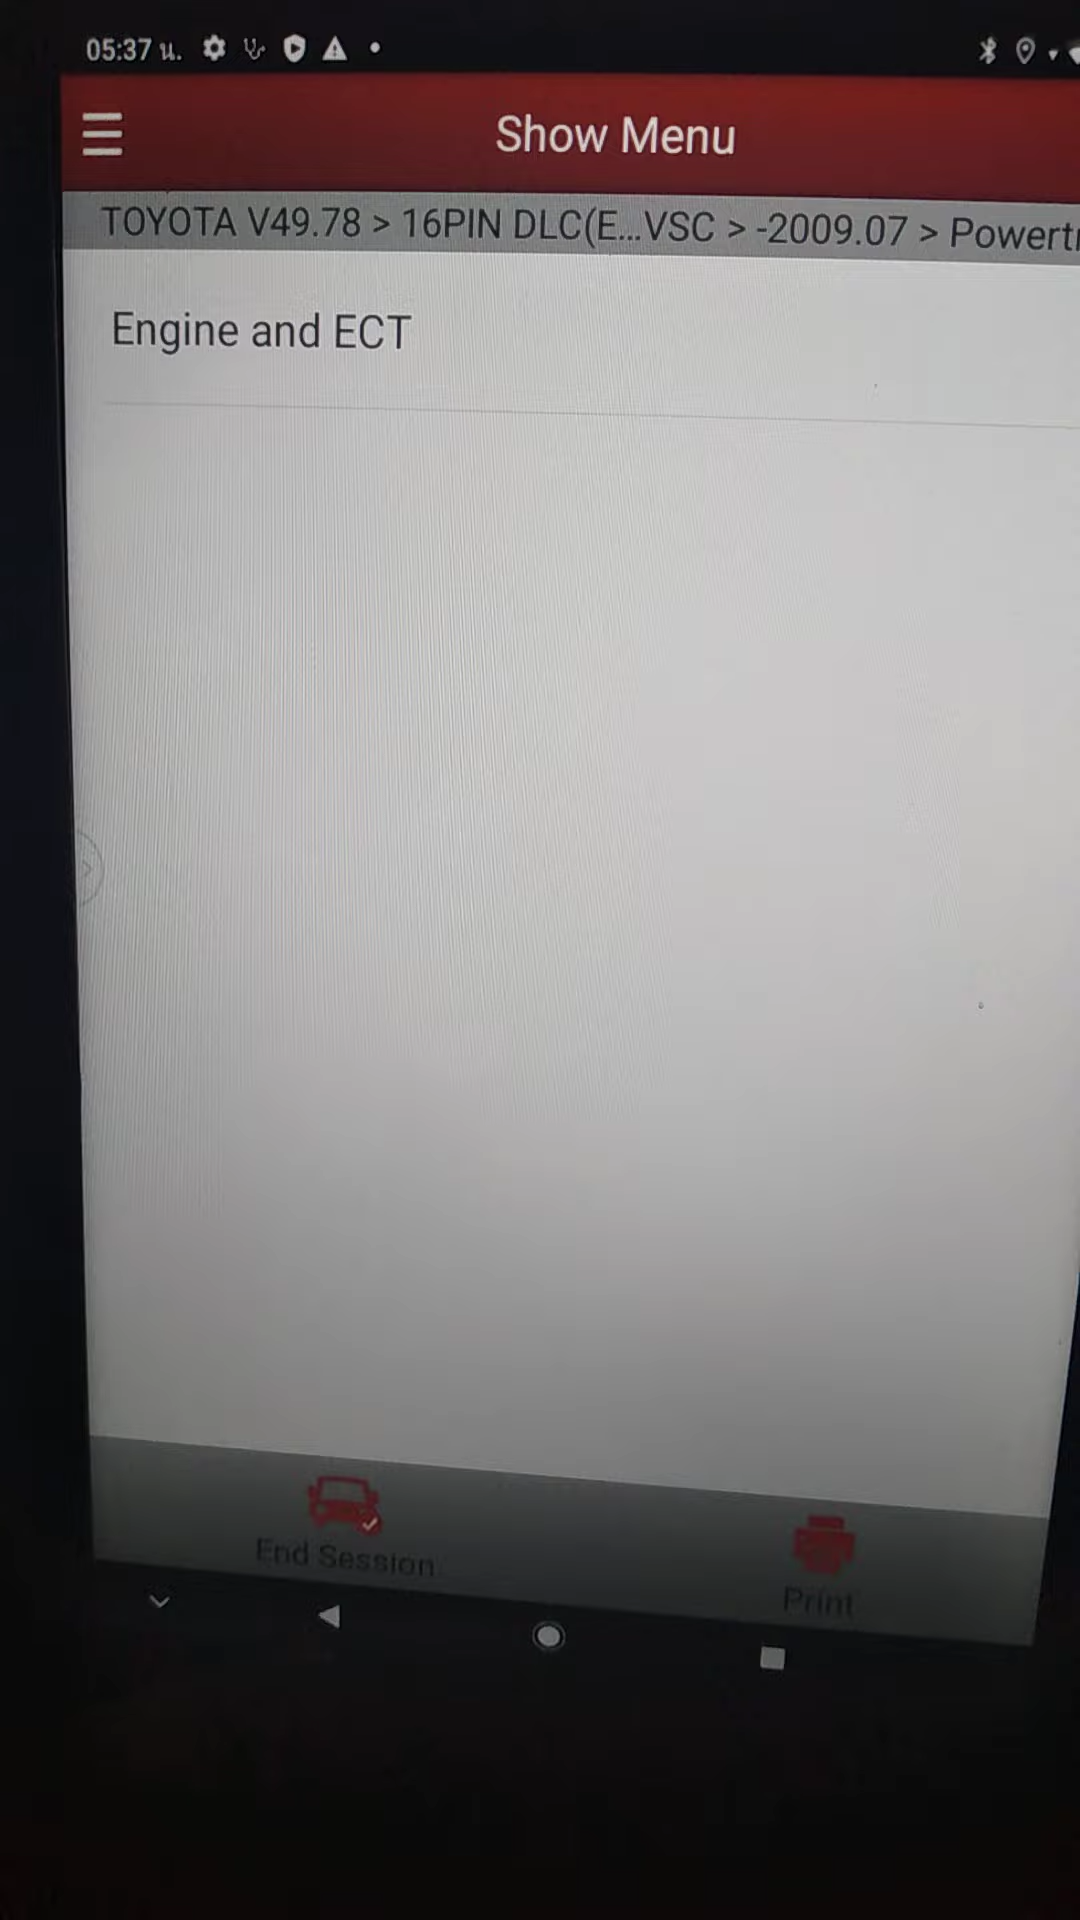 05:37 น.
Show Menu
TOYOTA V49.78 > 16PIN DLC(E...VSC > -2009.07 > Powert
Engine and ECT
End Session
Print